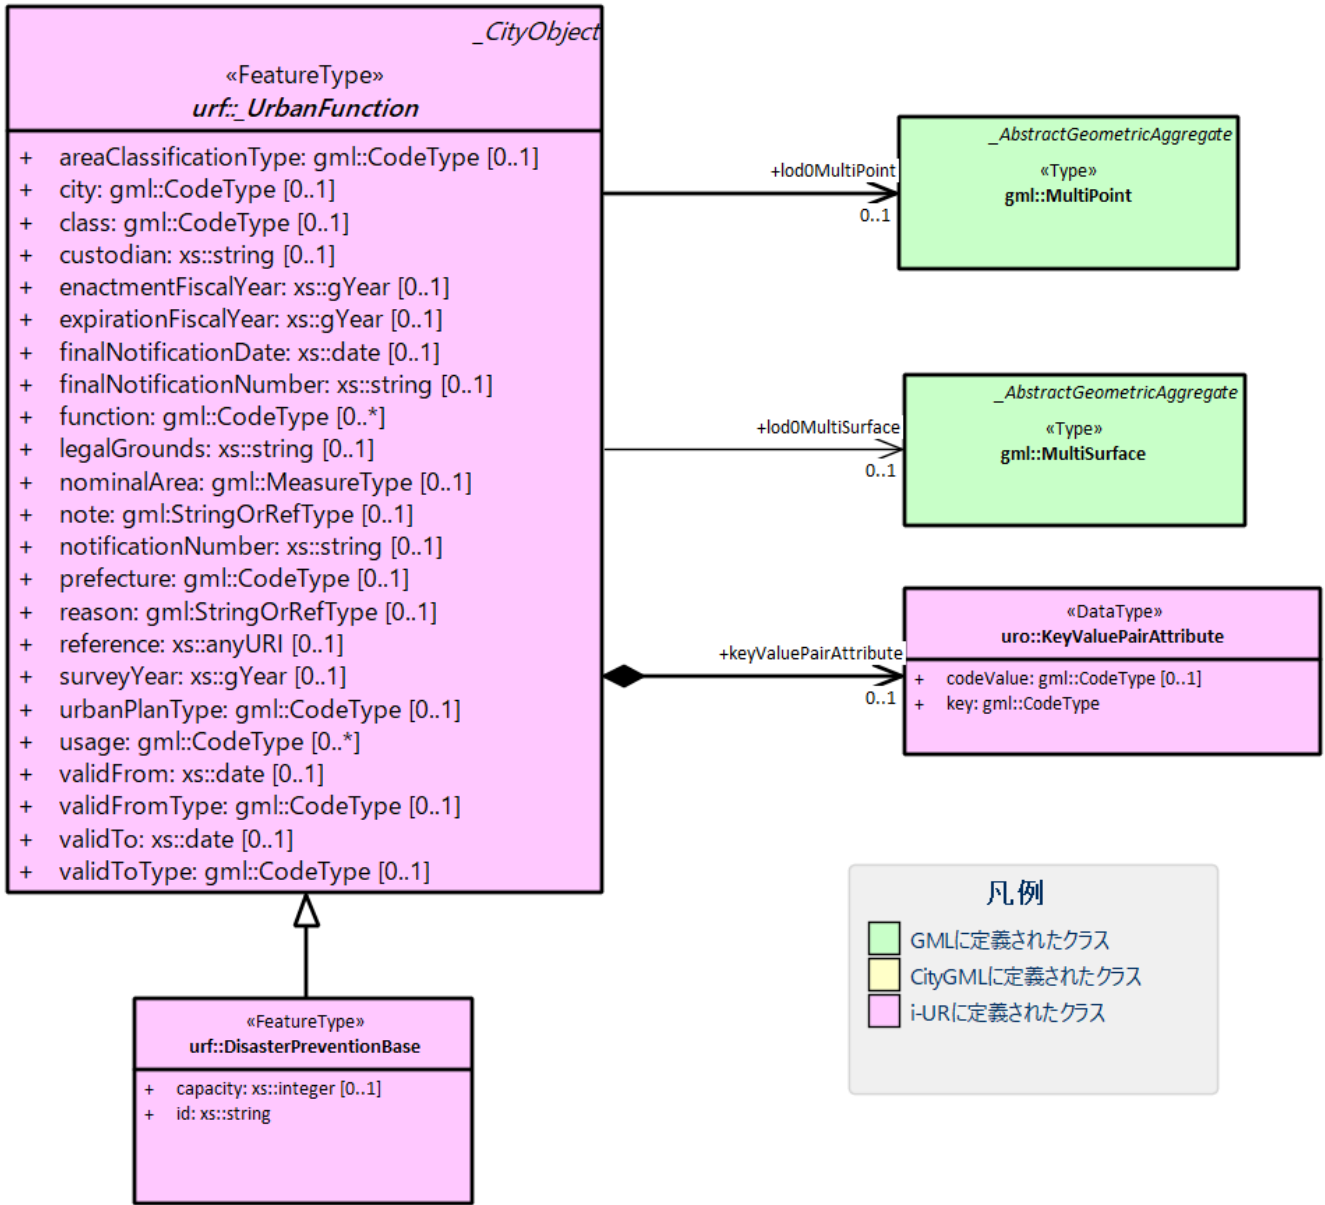 _CityObject
«FeatureType»
urf::_UrbanFunction
+ areaClassificationType: gml::CodeType [0..1]
+ city: gml::CodeType [0..1]
+ class: gml::CodeType [0..1]
+ custodian: xs::string [0..1]
+ enactmentFiscalYear: xs::gYear [0..1]
+ expirationFiscalYear: xs::gYear [0..1]
+ finalNotificationDate: xs::date [0..1]
+ finalNotificationNumber: xs::string [0..1]
+ function: gml::CodeType [0..*]
+ legalGrounds: xs::string [0..1]
+ nominalArea: gml::MeasureType [0..1]
+ note: gml:StringOrRefType [0..1]
+ notificationNumber: xs::string [0..1]
+ prefecture: gml::CodeType [0..1]
+ reason: gml:StringOrRefType [0..1]
+ reference: xs::anyURI [0..1]
+ surveyYear: xs::gYear [0..1]
+ urbanPlanType: gml::CodeType [0..1]
+ usage: gml::CodeType [0..*]
+ validFrom: xs::date [0..1]
+ validFromType: gml::CodeType [0..1]
+ validTo: xs::date [0..1]
+ validToType: gml::CodeType [0..1]
+lod0MultiPoint
0..1
_AbstractGeometricAggregate
«Type»
gml::MultiPoint
+lod0MultiSurface
0..1
_AbstractGeometricAggregate
«Type»
gml::MultiSurface
+keyValuePairAttribute
0..1
«DataType»
uro::KeyValuePairAttribute
+ codeValue: gml::CodeType [0..1]
+ key: gml::CodeType
«FeatureType»
urf::DisasterPreventionBase
+ capacity: xs::integer [0..1]
+ id: xs::string
凡例
GMLに定義されたクラス
CityGMLに定義されたクラス
i-URに定義されたクラス